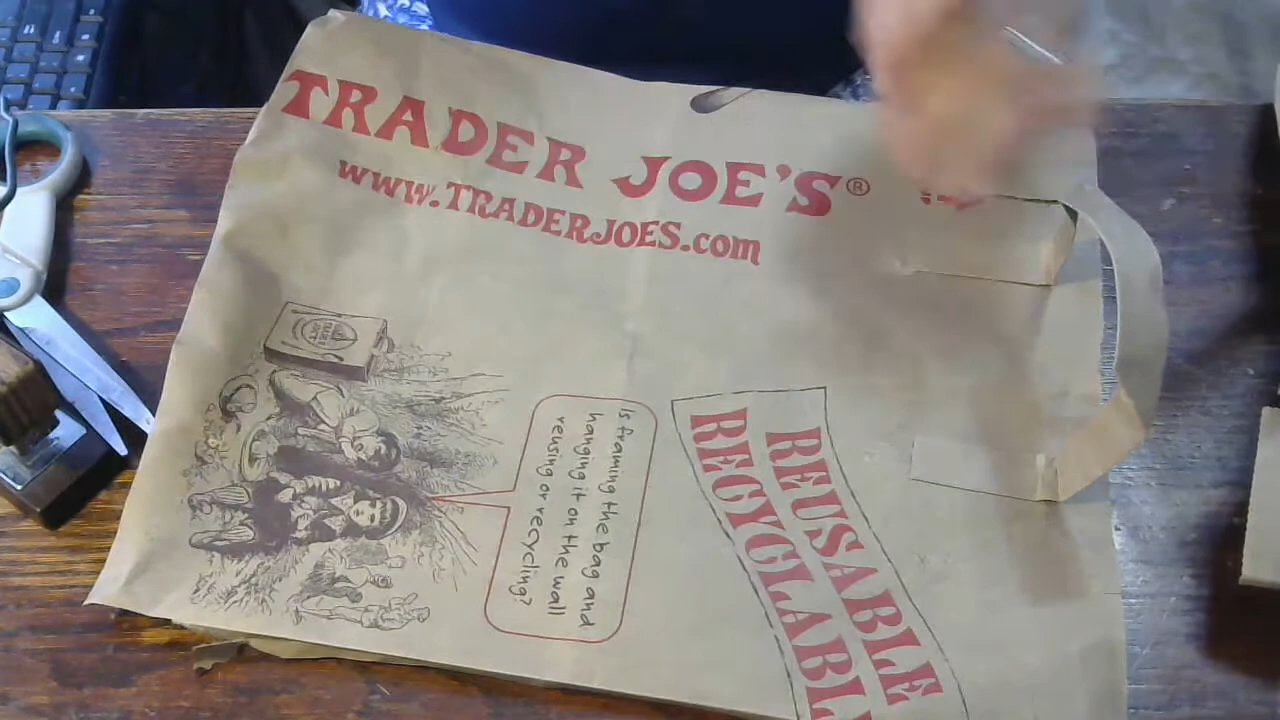 TRADER JOE'S®
www.TRADERJOES.com
Is framing the bag and
hanging it on the wall
reusing or recycling?
REUSABLE
RECYCLABL